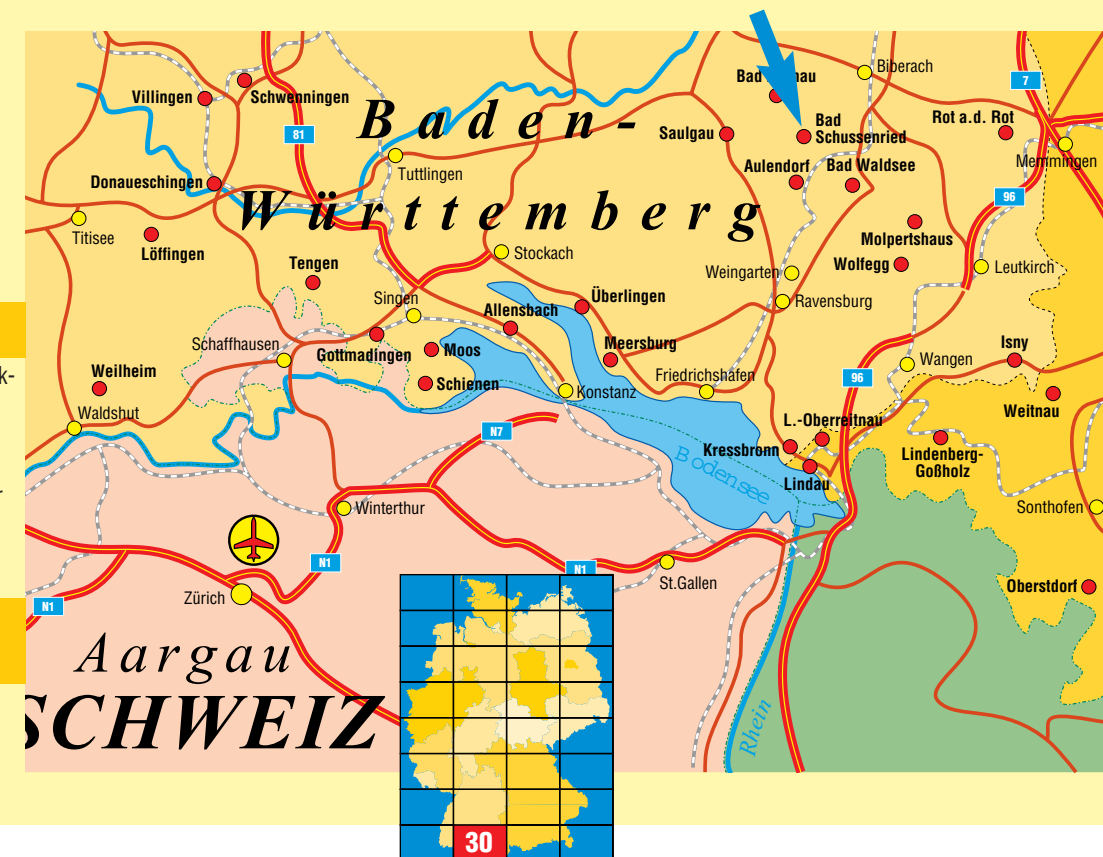 Biberach
Bad
7
Villingen
Schwenningen
Baden-
Saulgau
Bad
Schussenried
Rot a.d. Rot
81
Memmingen
Tuttlingen
Aulendorf
Bad Waldsee
Donaueschingen
96
Württemberg
Titisee
Löffingen
Molpertshaus
Stockach
Tengen
Weingarten
Wolfegg
Leutkirch
Singen
Überlingen
Ravensburg
Allensbach
Schaffhausen
Gottmadingen
Moos
Meersburg
Isny
Wangen
Weilheim
Schienen
Friedrichshafen
96
k-
Konstanz
Waldshut
Weitnau
L.-Oberreitnau
N7
Kressbronn
Lindenberg-
Goßholz
Bodensee
Lindau
Winterthur
Sonthofen
N1
N1
St.Gallen
Zürich
Oberstdorf
N1
Aargau
SCHWEIZ
Rhein
30